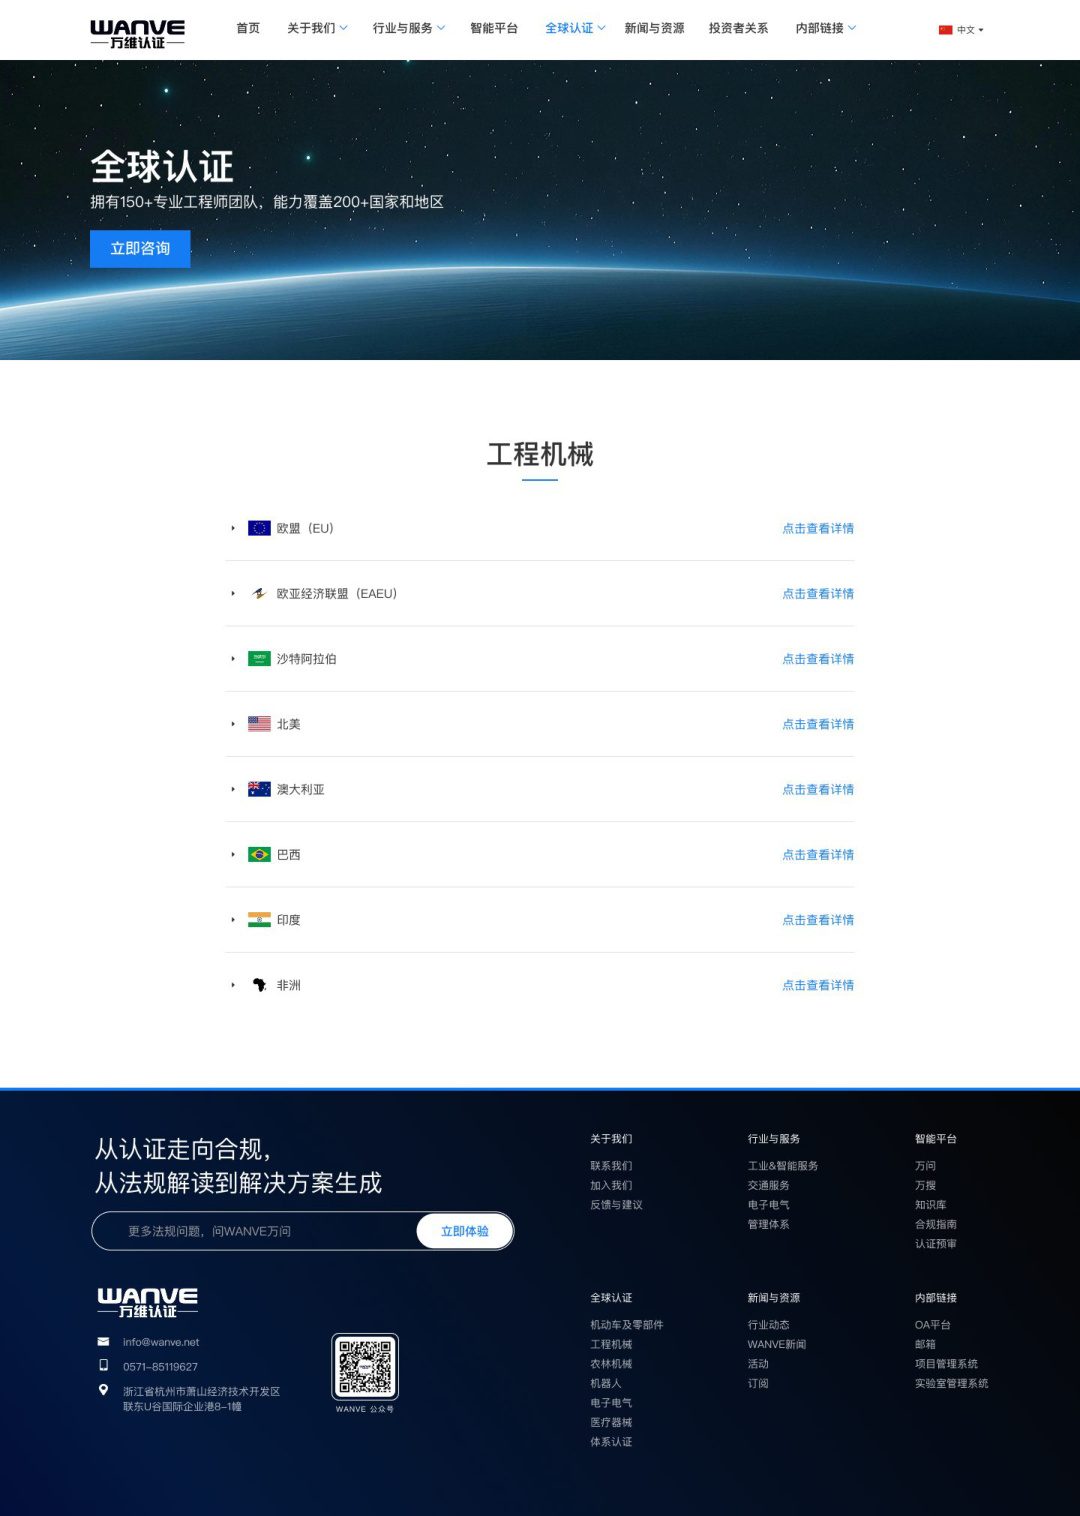 WANVE
万维认证
首页 关于我们 行业与服务 智能平台 全球认证 新闻与资源 投资者关系 内部链接 中文
全球认证
拥有150+专业工程师团队，能力覆盖200+国家和地区
立即咨询
工程机械
欧盟（EU） 点击查看详情
欧亚经济联盟（EAEU） 点击查看详情
沙特阿拉伯 点击查看详情
北美 点击查看详情
澳大利亚 点击查看详情
巴西 点击查看详情
印度 点击查看详情
非洲 点击查看详情
从认证走向合规，
从法规解读到解决方案生成
更多法规问题，问WANVE万问 立即体验
WANVE
万维认证
info@wanve.net
0571-85119627
浙江省杭州市萧山经济技术开发区
联东U谷国际企业港8-1幢
WANVE 公众号
关于我们
联系我们
加入我们
反馈与建议
行业与服务
工业&智能服务
交通服务
电子电气
管理体系
智能平台
万问
万搜
知识库
合规指南
认证预审
全球认证
机动车及零部件
工程机械
农林机械
机器人
电子电气
医疗器械
体系认证
新闻与资源
行业动态
WANVE新闻
活动
订阅
内部链接
OA平台
邮箱
项目管理系统
实验室管理系统